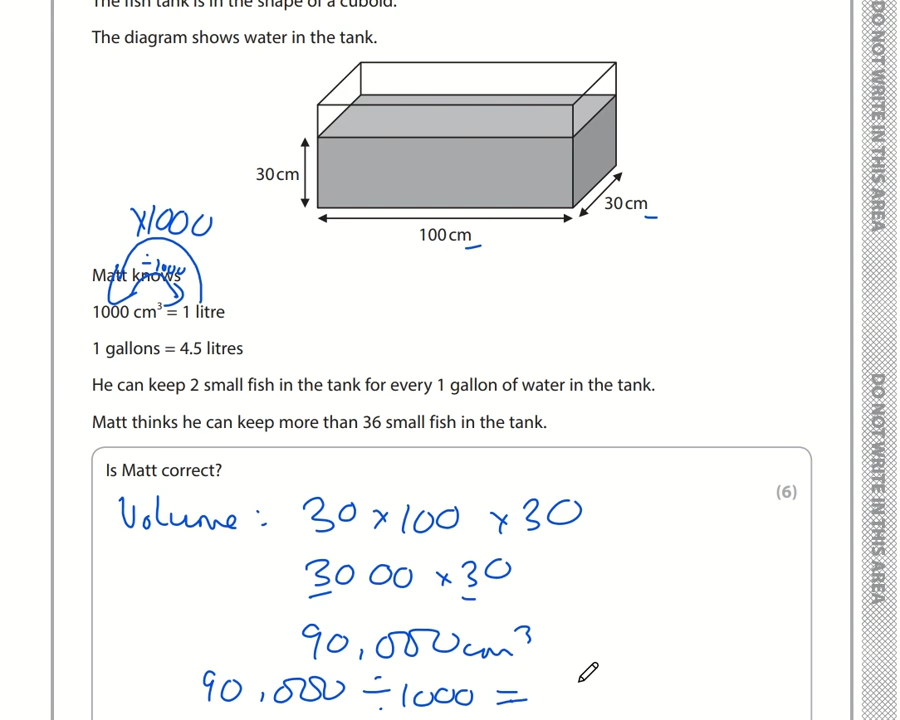 The fish tank is in the shape of a cuboid.
The diagram shows water in the tank.
30 cm
30 cm
100 cm
×1000
÷1000
Matt knows
1000 cm³ = 1 litre
1 gallons = 4.5 litres
He can keep 2 small fish in the tank for every 1 gallon of water in the tank.
Matt thinks he can keep more than 36 small fish in the tank.
Is Matt correct?
(6)
Volume : 30 × 100 × 30
3000 × 30
90,000cm³
90,000 ÷ 1000 =
DO NOT WRITE IN THIS AREA
DO NOT WRITE IN THIS AREA